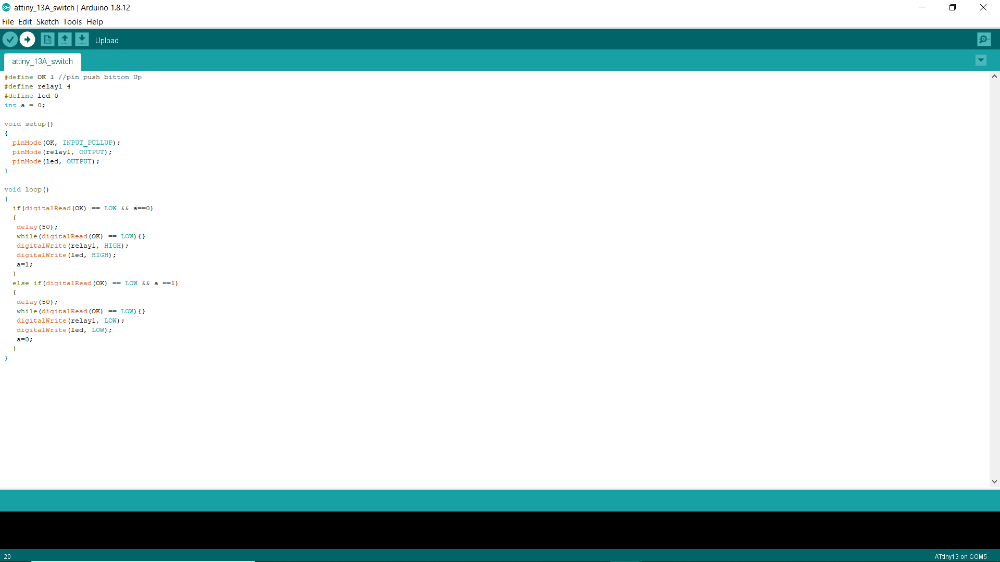 attiny_13A_switch | Arduino 1.8.12
File Edit Sketch Tools Help
Upload
attiny_13A_switch
#define OK 1 //pin push bitton Up
#define relay1 4
#define led 0
int a = 0;
void setup()
{
pinMode(OK, INPUT_PULLUP);
pinMode(relay1, OUTPUT);
pinMode(led, OUTPUT);
}
void loop()
{
if(digitalRead(OK) == LOW && a==0)
{
delay(50);
while(digitalRead(OK) == LOW){}
digitalWrite(relay1, HIGH);
digitalWrite(led, HIGH);
a=1;
}
else if(digitalRead(OK) == LOW && a ==1)
{
delay(50);
while(digitalRead(OK) == LOW){}
digitalWrite(relay1, LOW);
digitalWrite(led, LOW);
a=0;
}
}
20
ATtiny13 on COM5